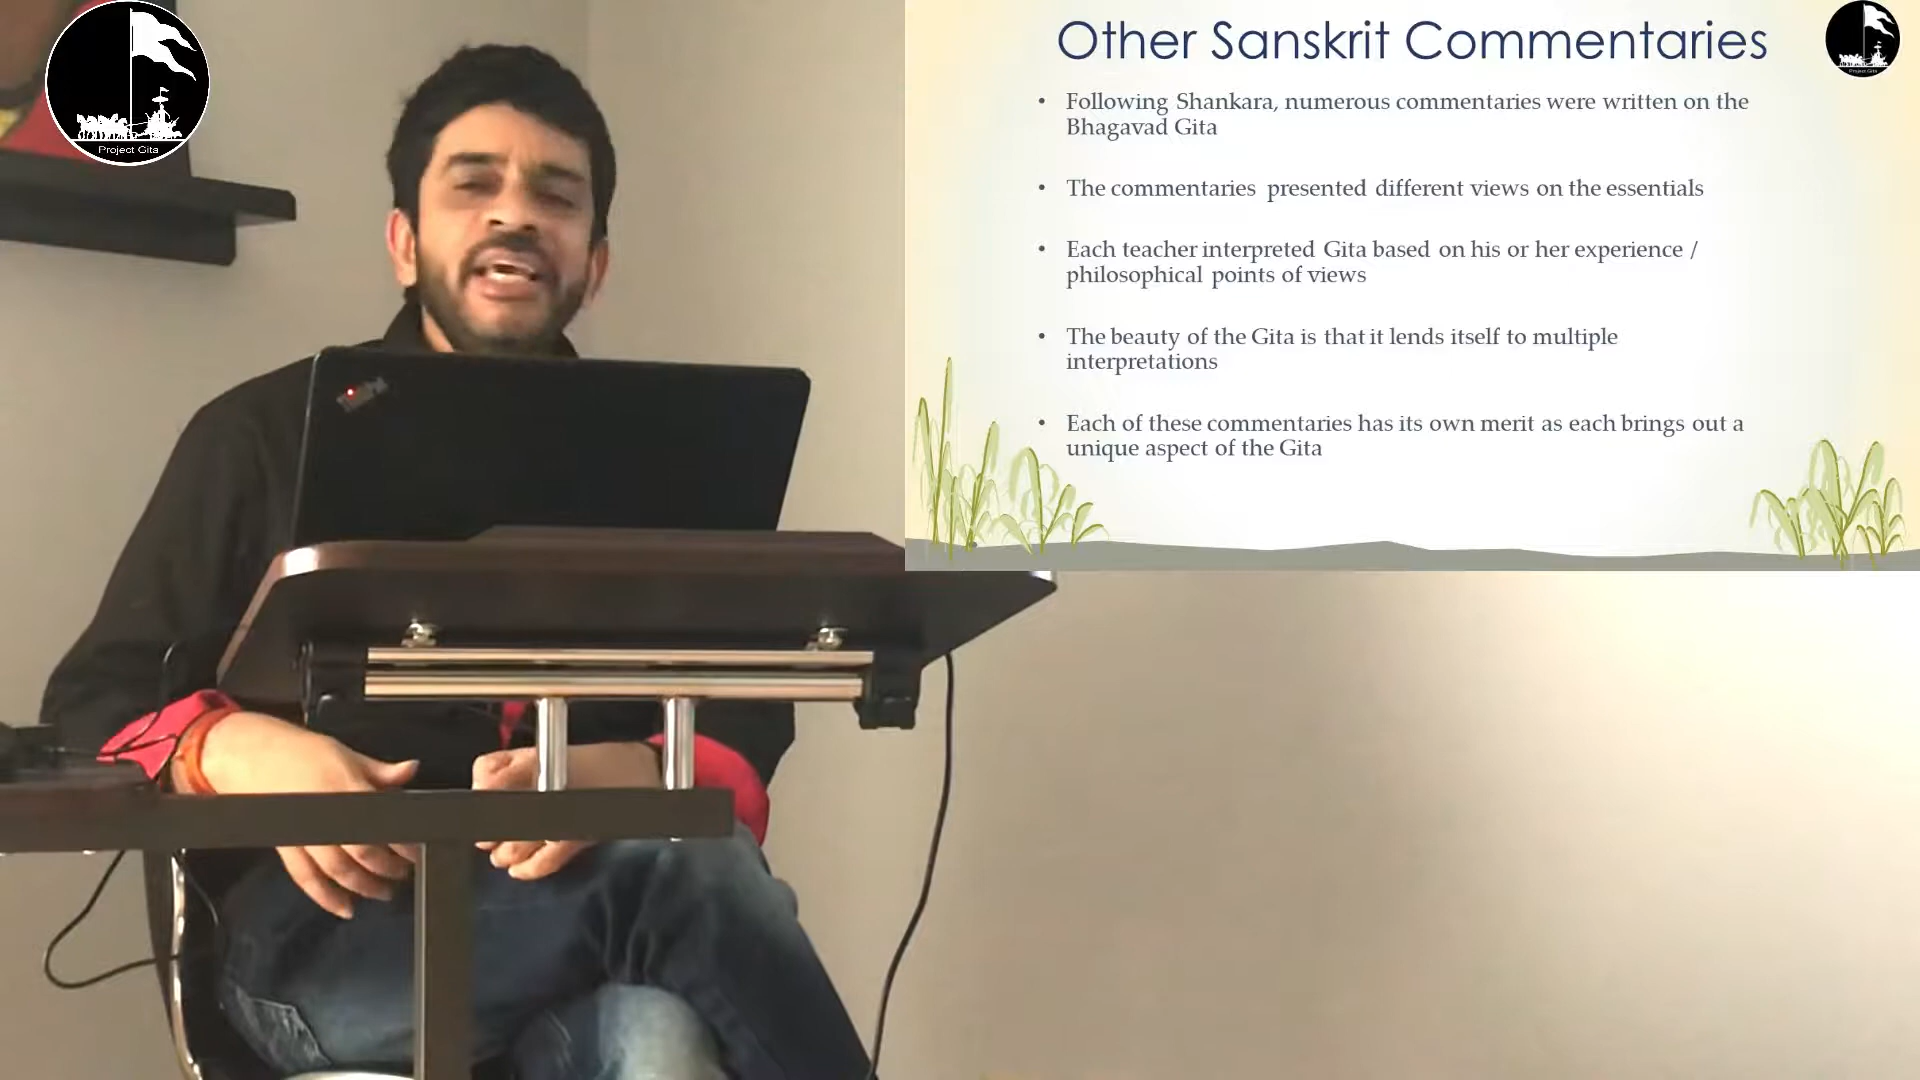 Project Gita
Other Sanskrit Commentaries
Project Gita
• Following Shankara, numerous commentaries were written on the
Bhagavad Gita
• The commentaries presented different views on the essentials
• Each teacher interpreted Gita based on his or her experience /
philosophical points of views
• The beauty of the Gita is that it lends itself to multiple
interpretations
• Each of these commentaries has its own merit as each brings out a
unique aspect of the Gita